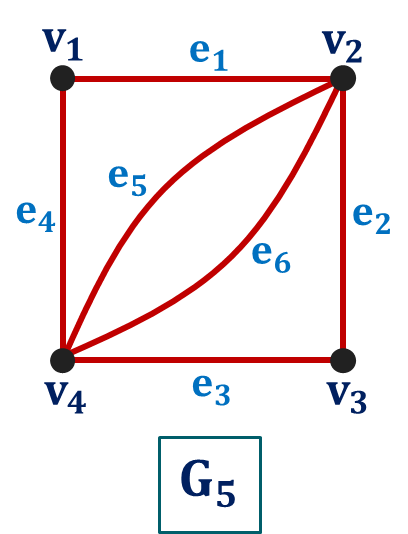 v₁ e₁ v₂
e₅
e₄ e₂
e₆
v₄ e₃ v₃
G₅